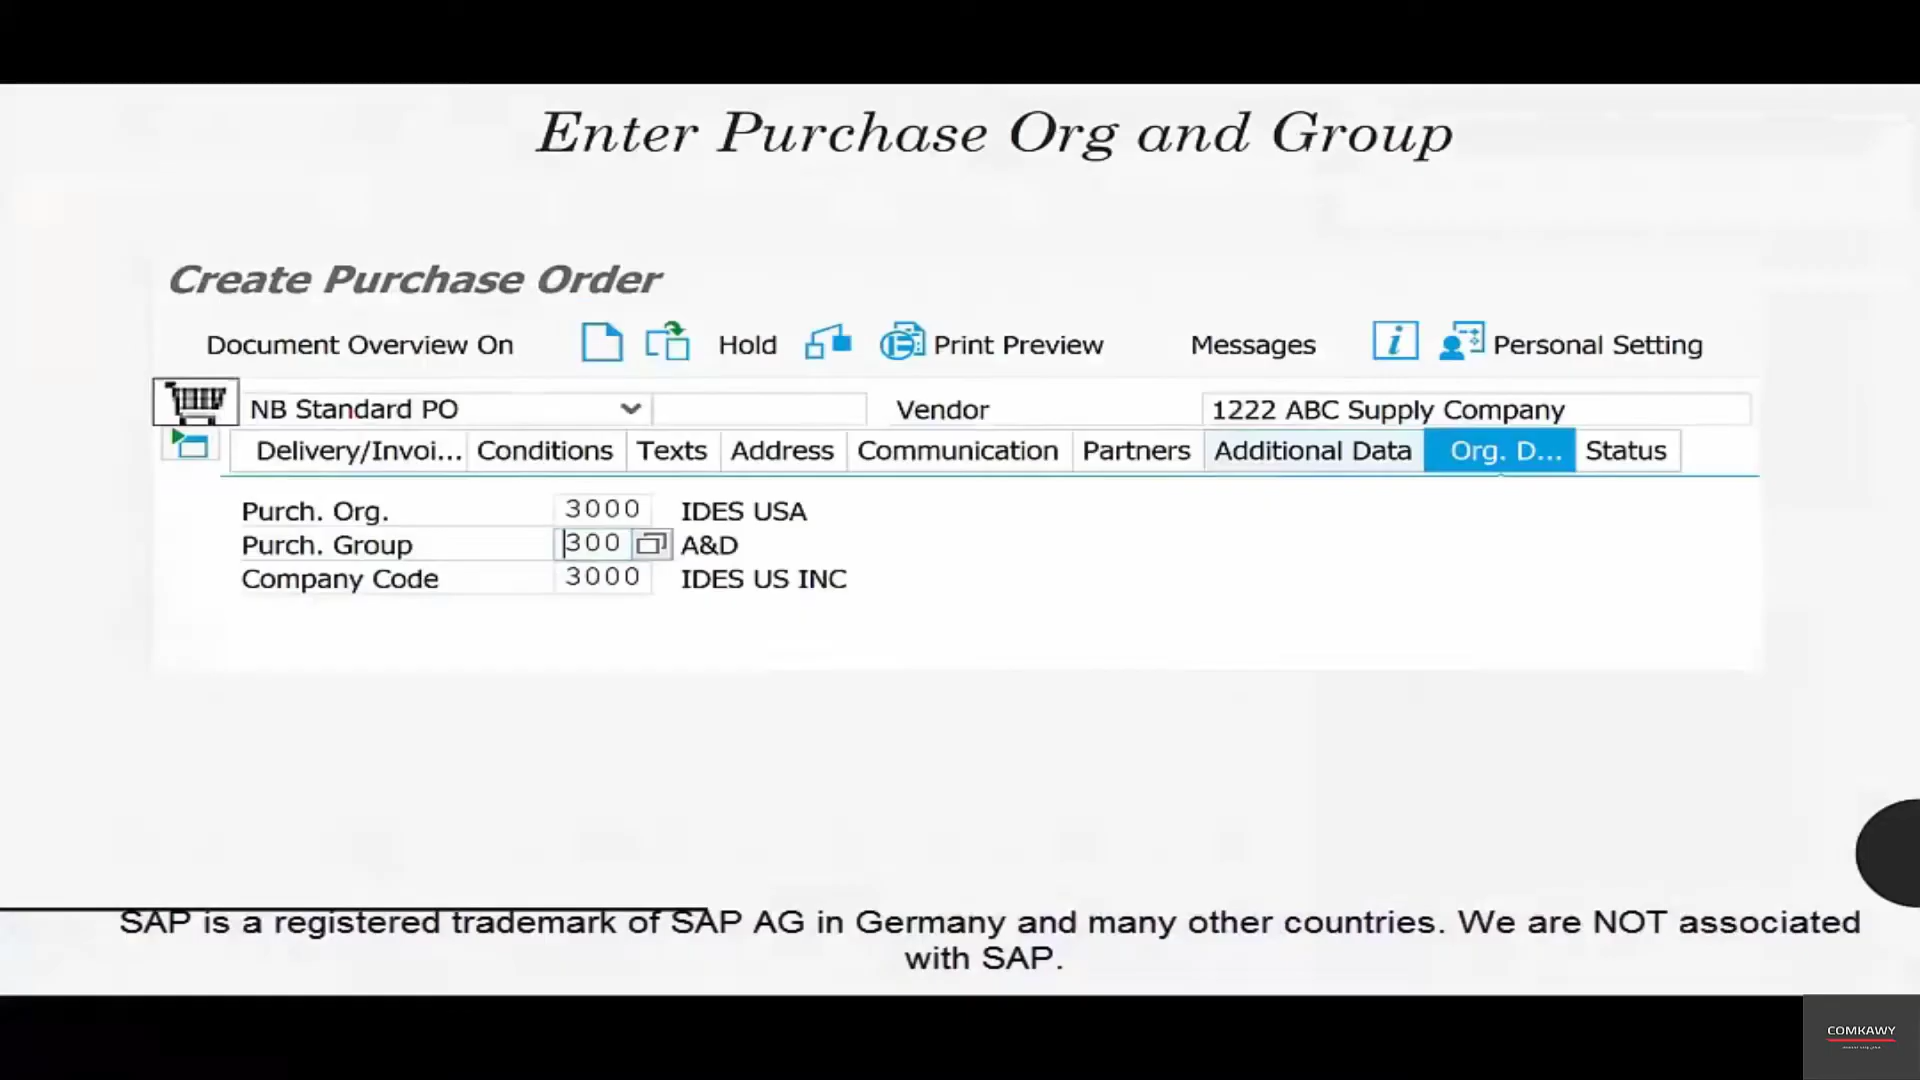 Enter Purchase Org and Group
Create Purchase Order
Document Overview On Hold Print Preview Messages Personal Setting
NB Standard PO Vendor 1222 ABC Supply Company
Delivery/Invoi... Conditions Texts Address Communication Partners Additional Data Org. D... Status
Purch. Org. 3000 IDES USA
Purch. Group 300 A&D
Company Code 3000 IDES US INC
SAP is a registered trademark of SAP AG in Germany and many other countries. We are NOT associated
with SAP.
COMKAWY